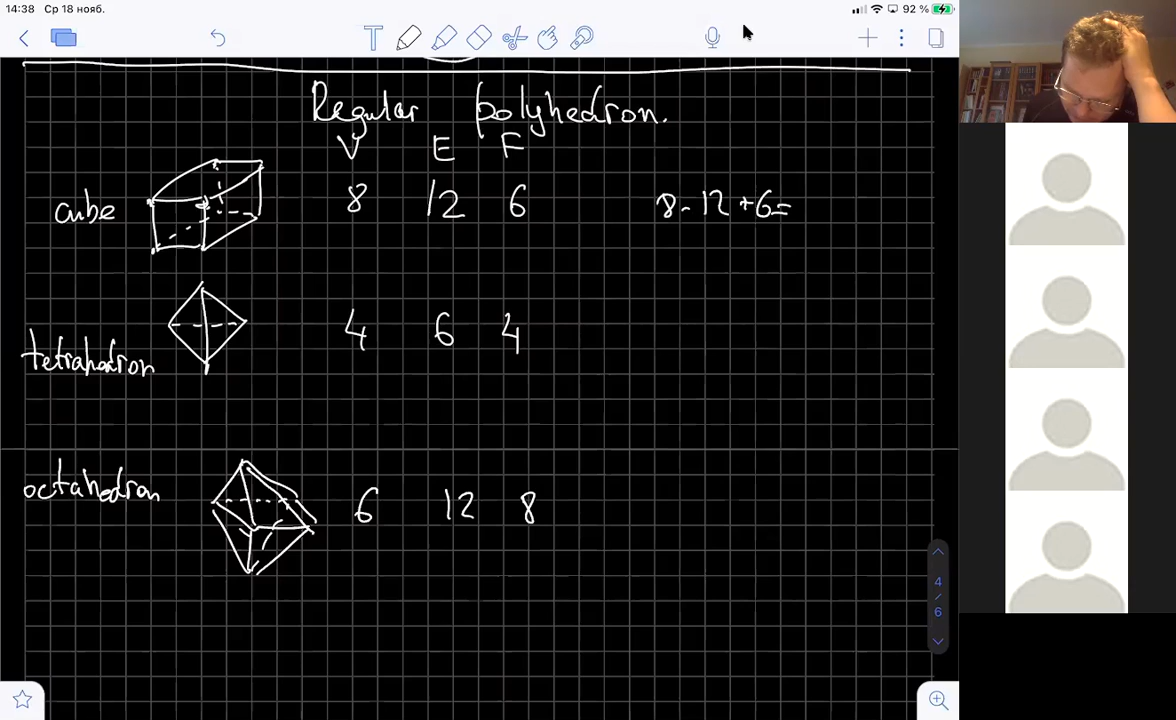 14:38 Ср 18 нояб.
92 %
T
Regular polyhedron.
V E F
cube 8 12 6 8 - 12 + 6 =
tetrahedron 4 6 4
octahedron 6 12 8
4
/
6